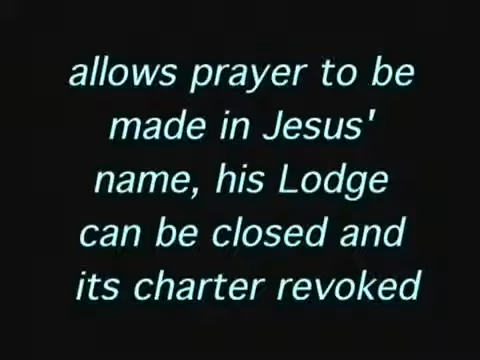 allows prayer to be
made in Jesus'
name, his Lodge
can be closed and
its charter revoked